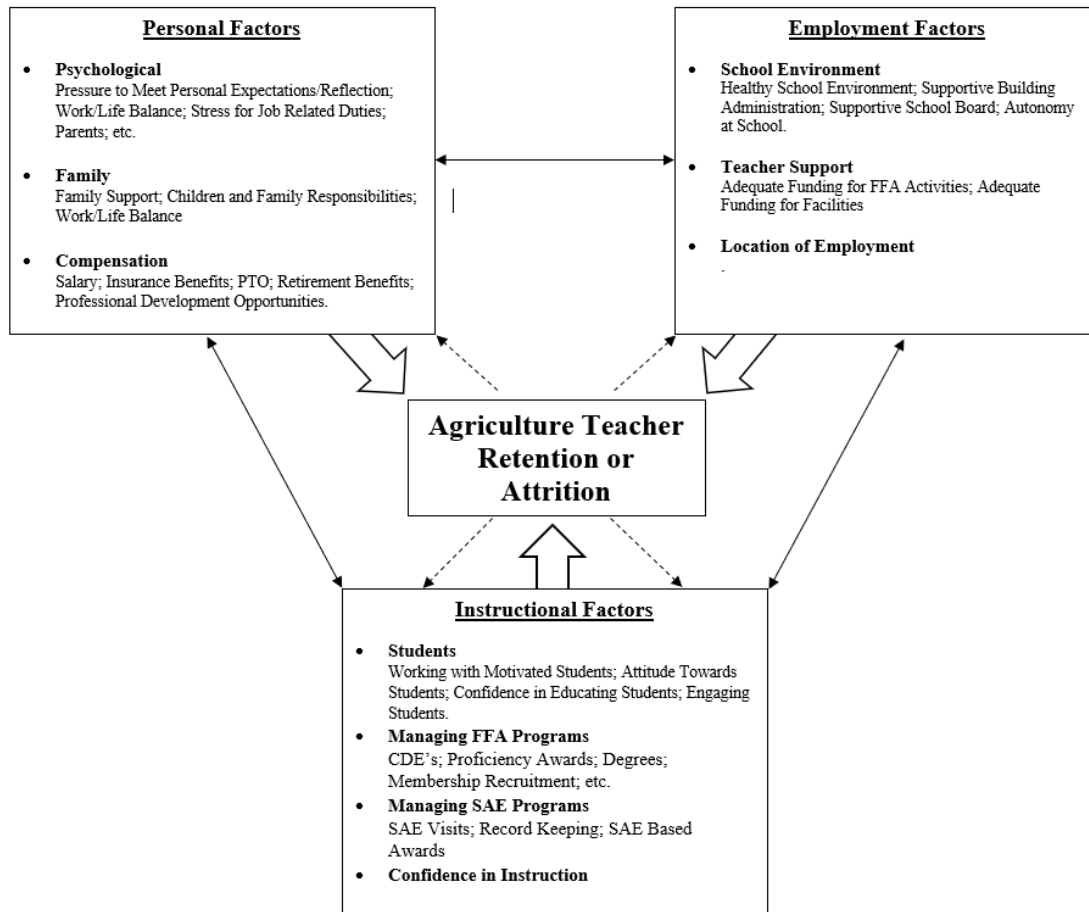 Personal Factors
• Psychological
Pressure to Meet Personal Expectations/Reflection;
Work/Life Balance; Stress for Job Related Duties;
Parents; etc.
• Family
Family Support; Children and Family Responsibilities;
Work/Life Balance
• Compensation
Salary; Insurance Benefits; PTO; Retirement Benefits;
Professional Development Opportunities.
Employment Factors
• School Environment
Healthy School Environment; Supportive Building
Administration; Supportive School Board; Autonomy
at School.
• Teacher Support
Adequate Funding for FFA Activities; Adequate
Funding for Facilities
• Location of Employment
.
Agriculture Teacher
Retention or
Attrition
Instructional Factors
• Students
Working with Motivated Students; Attitude Towards
Students; Confidence in Educating Students; Engaging
Students.
• Managing FFA Programs
CDE’s; Proficiency Awards; Degrees;
Membership Recruitment; etc.
• Managing SAE Programs
SAE Visits; Record Keeping; SAE Based
Awards
• Confidence in Instruction